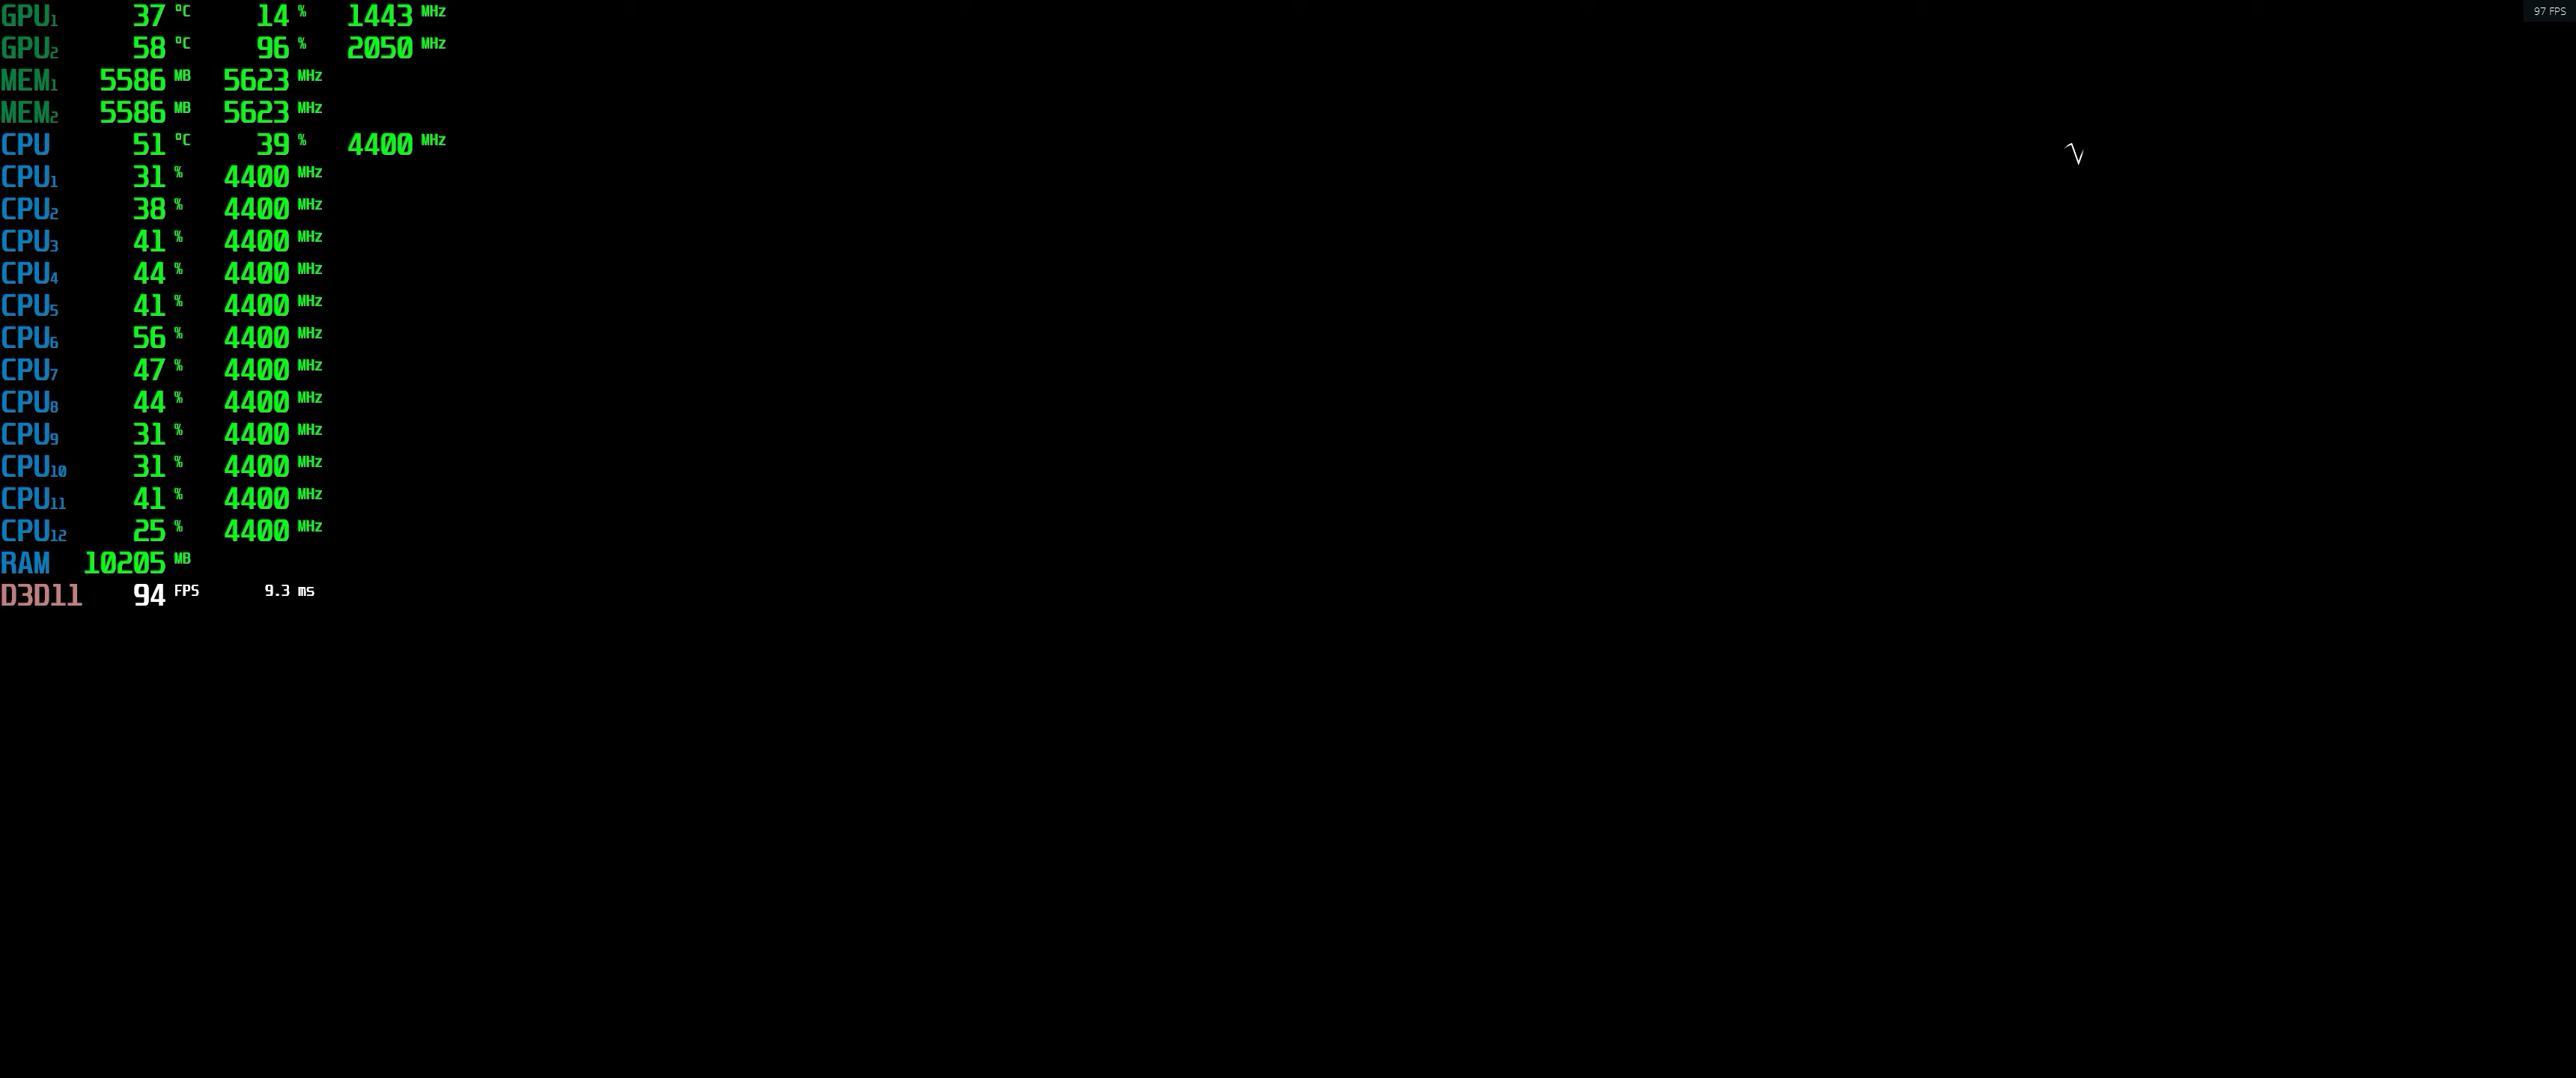 GPU1 37 °C 14 % 1443 MHz 97 FPS
GPU2 58 °C 96 % 2050 MHz
MEM1 5586 MB 5623 MHz
MEM2 5586 MB 5623 MHz
CPU 51 °C 39 % 4400 MHz
CPU1 31 % 4400 MHz
CPU2 38 % 4400 MHz
CPU3 41 % 4400 MHz
CPU4 44 % 4400 MHz
CPU5 41 % 4400 MHz
CPU6 56 % 4400 MHz
CPU7 47 % 4400 MHz
CPU8 44 % 4400 MHz
CPU9 31 % 4400 MHz
CPU10 31 % 4400 MHz
CPU11 41 % 4400 MHz
CPU12 25 % 4400 MHz
RAM 10205 MB
D3D11 94 FPS 9.3 ms